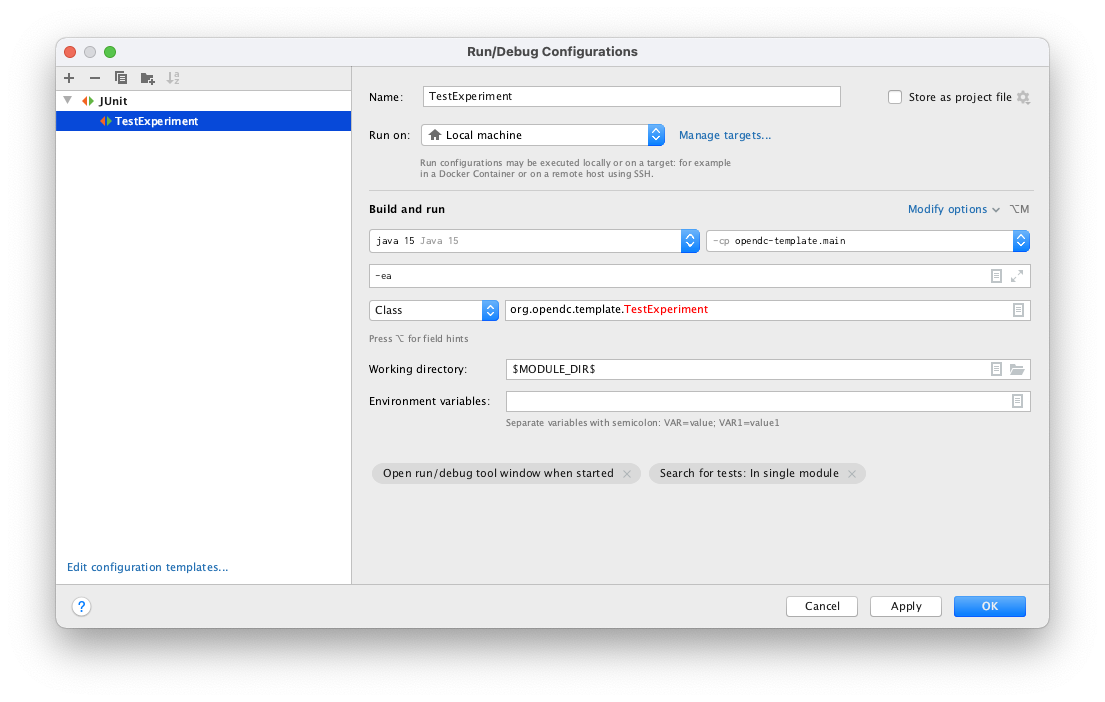 Run/Debug Configurations
JUnit
TestExperiment
Edit configuration templates...
Name:
TestExperiment
Store as project file
Run on:
Local machine
Manage targets...
Run configurations may be executed locally or on a target: for example
in a Docker Container or on a remote host using SSH.
Build and run
Modify options ⌥M
java 15 Java 15
-cp opendc-template.main
-ea
Class
org.opendc.template.TestExperiment
Press ⌥ for field hints
Working directory:
$MODULE_DIR$
Environment variables:
Separate variables with semicolon: VAR=value; VAR1=value1
Open run/debug tool window when started ×
Search for tests: In single module ×
?
Cancel
Apply
OK